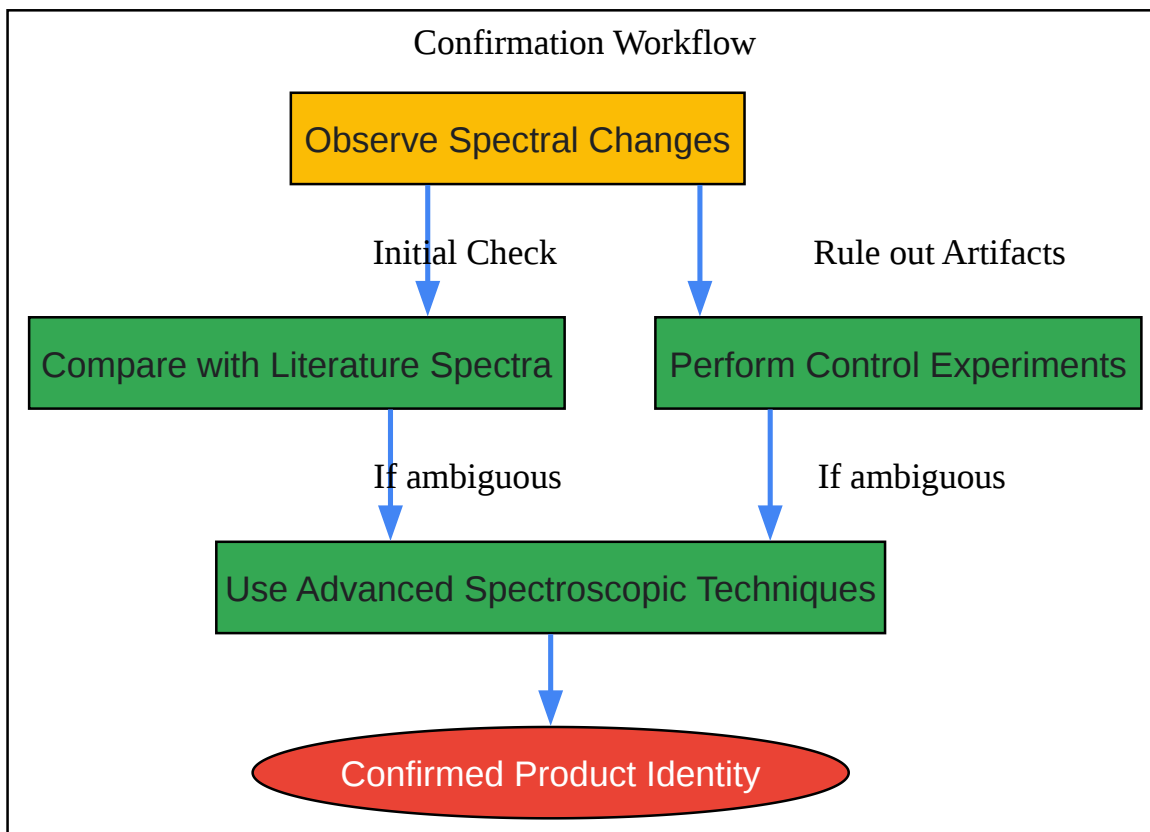 Confirmation Workflow
Observe Spectral Changes
Initial Check
Rule out Artifacts
Compare with Literature Spectra
Perform Control Experiments
If ambiguous
If ambiguous
Use Advanced Spectroscopic Techniques
Confirmed Product Identity